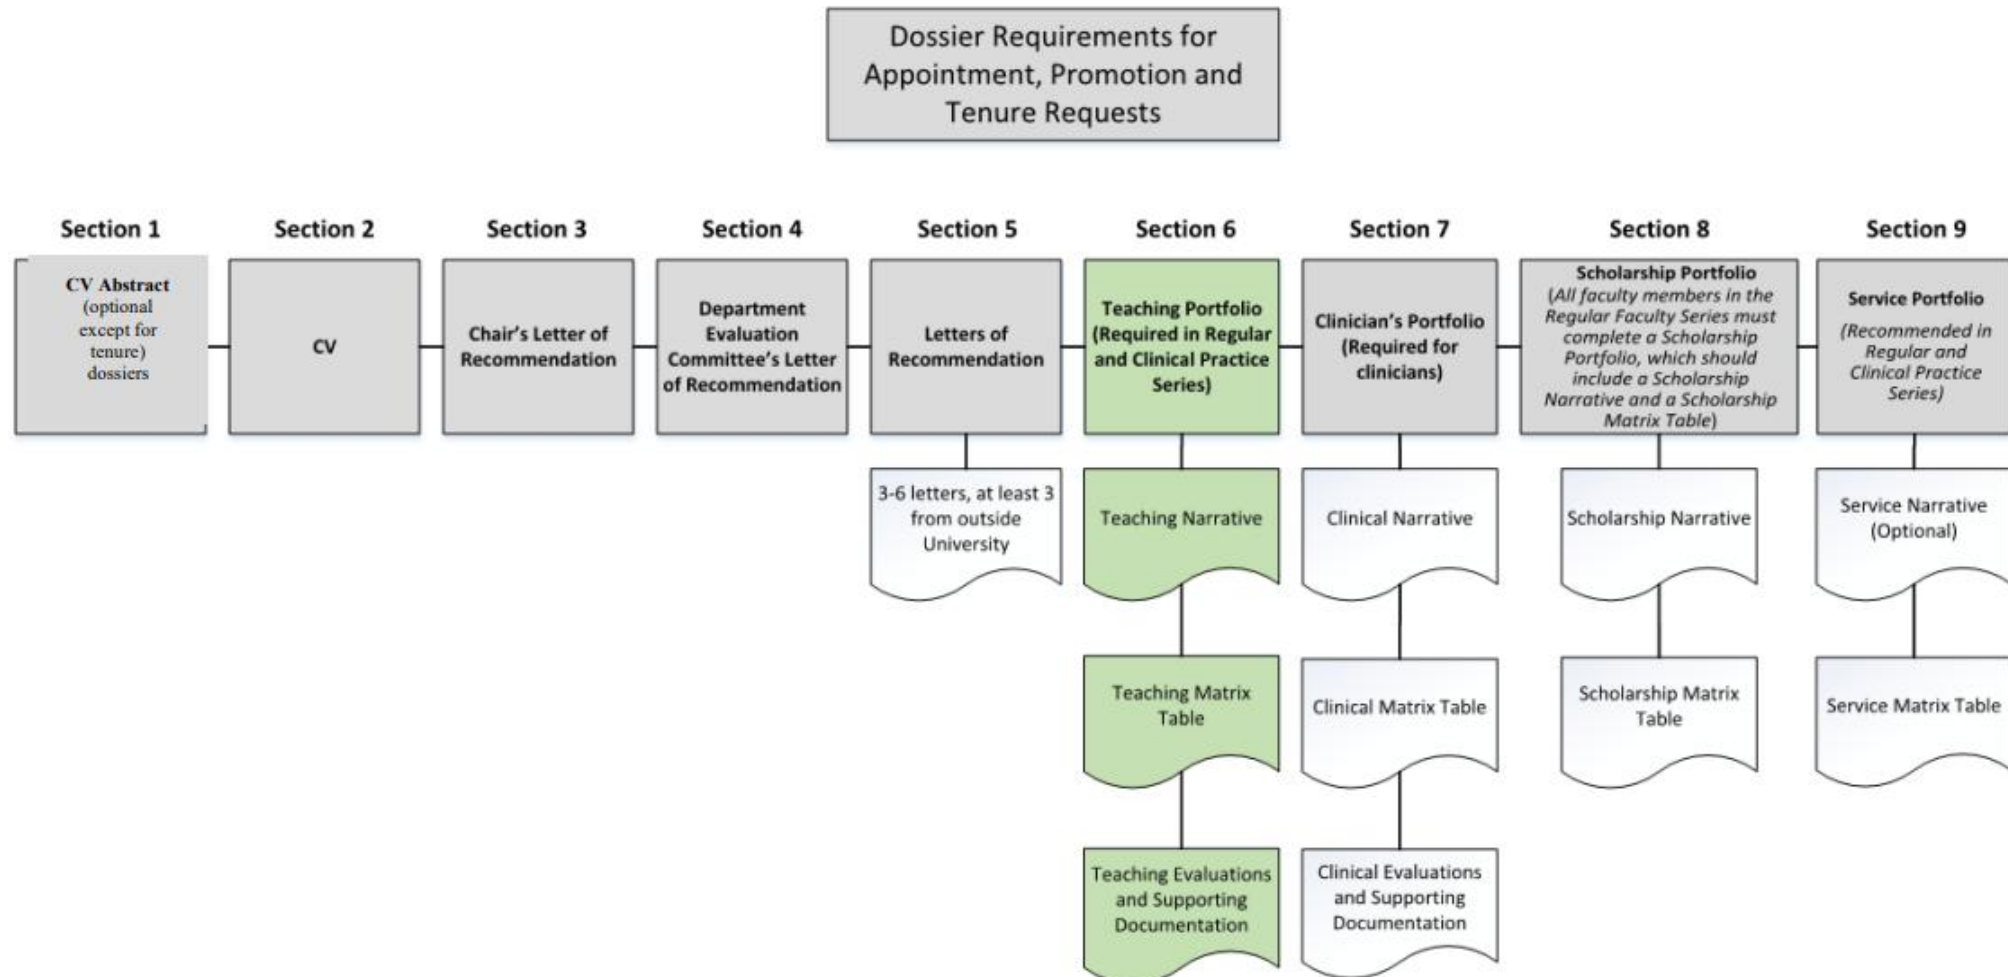 Dossier Requirements for
Appointment, Promotion and
Tenure Requests
Section 1
Section 2
Section 3
Section 4
Section 5
Section 6
Section 7
Section 8
Section 9
CV Abstract
(optional
except for
tenure)
dossiers
CV
Chair's Letter of
Recommendation
Department
Evaluation
Committee's Letter
of Recommendation
Letters of
Recommendation
Teaching Portfolio
(Required in Regular
and Clinical Practice
Series)
Clinician's Portfolio
(Required for
clinicians)
Scholarship Portfolio
(All faculty members in the
Regular Faculty Series must
complete a Scholarship
Portfolio, which should
include a Scholarship
Narrative and a Scholarship
Matrix Table)
Service Portfolio
(Recommended in
Regular and
Clinical Practice
Series)
3-6 letters, at least 3
from outside
University
Teaching Narrative
Clinical Narrative
Scholarship Narrative
Service Narrative
(Optional)
Teaching Matrix
Table
Clinical Matrix Table
Scholarship Matrix
Table
Service Matrix Table
Teaching Evaluations
and Supporting
Documentation
Clinical Evaluations
and Supporting
Documentation